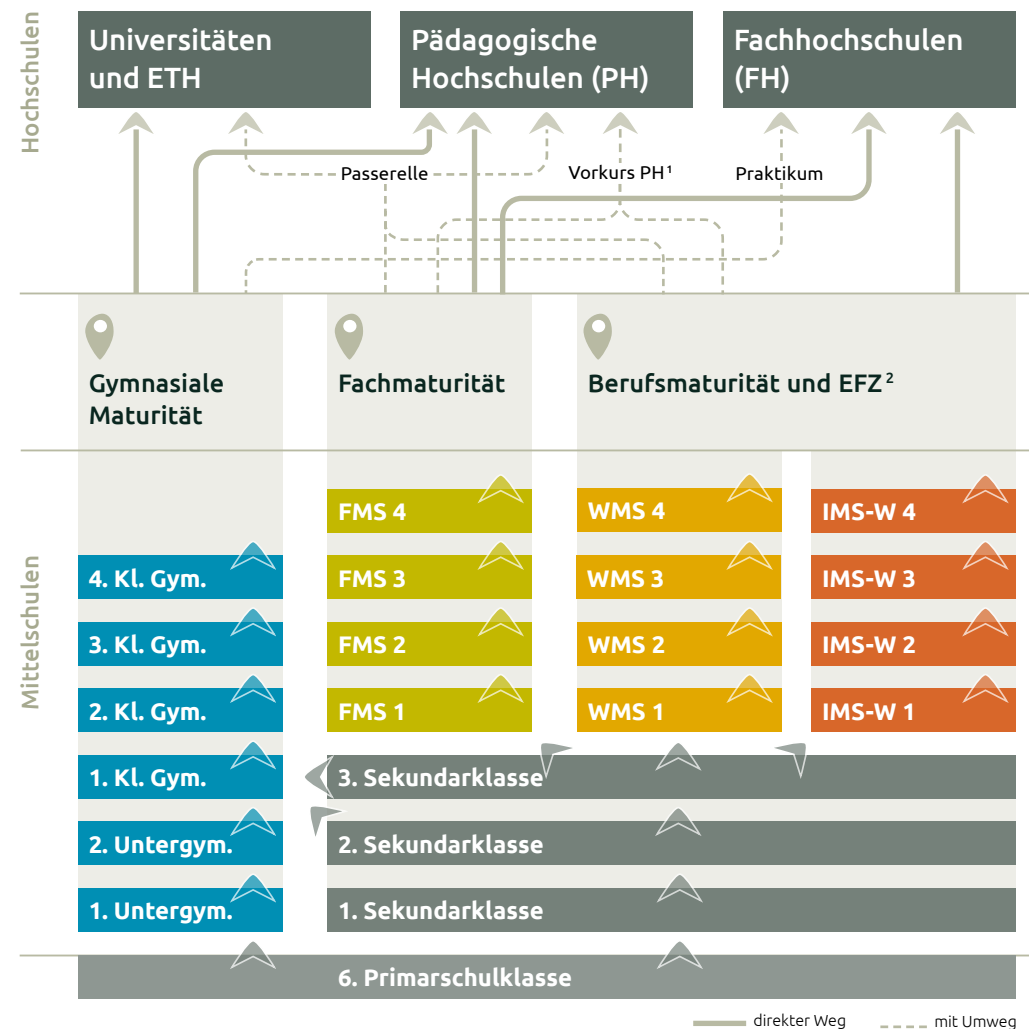 Hochschulen
Universitäten
und ETH
Pädagogische
Hochschulen (PH)
Fachhochschulen
(FH)
Passerelle
Vorkurs PH¹
Praktikum
Gymnasiale
Maturität
Fachmaturität
Berufsmaturität und EFZ²
Mittelschulen
FMS 4
WMS 4
IMS-W 4
4. Kl. Gym.
FMS 3
WMS 3
IMS-W 3
3. Kl. Gym.
FMS 2
WMS 2
IMS-W 2
2. Kl. Gym.
FMS 1
WMS 1
IMS-W 1
1. Kl. Gym.
3. Sekundarklasse
2. Untergym.
2. Sekundarklasse
1. Untergym.
1. Sekundarklasse
6. Primarschulklasse
direkter Weg
mit Umweg